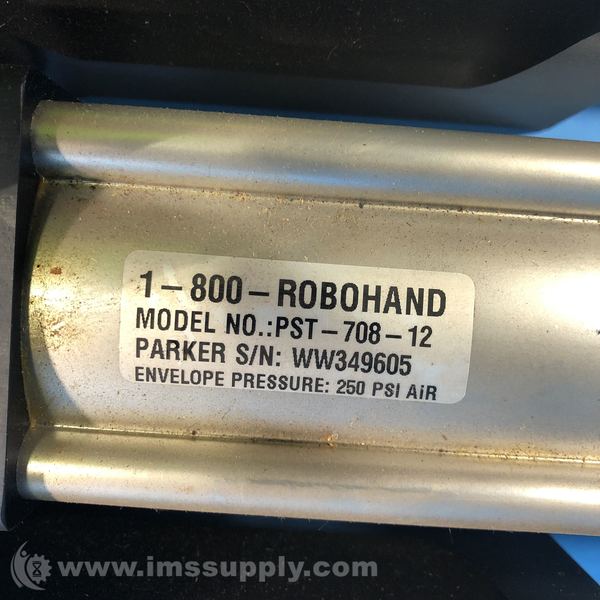 1-800-ROBOHAND
MODEL NO.:PST-708-12
PARKER S/N: WW349605
ENVELOPE PRESSURE: 250 PSI AiR
www.imssupply.com